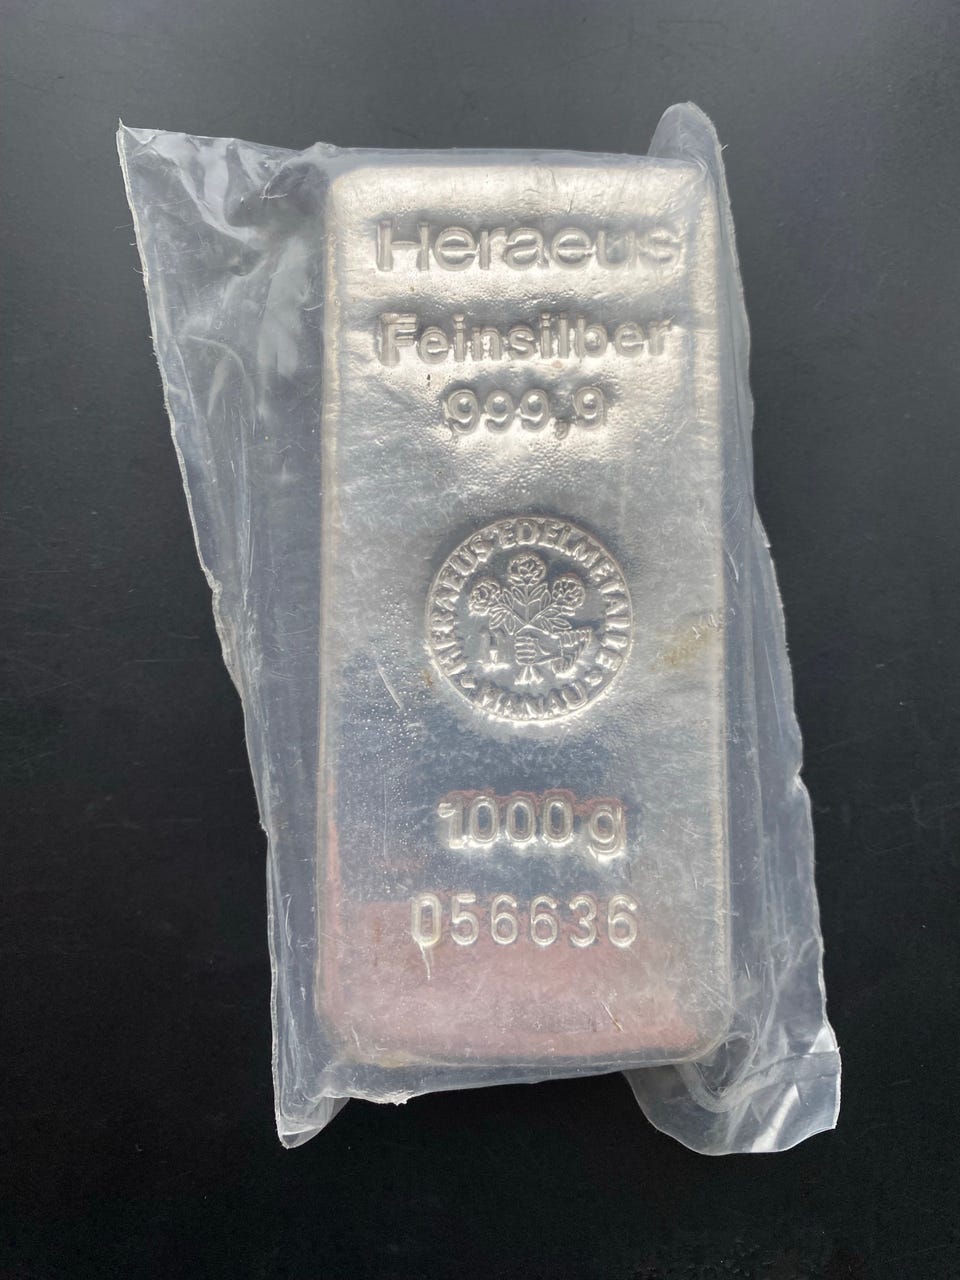 Heraeus
Feinsilber
999,9
HERAEUS EDELMETALLE
HANAU
H
1000 g
056636